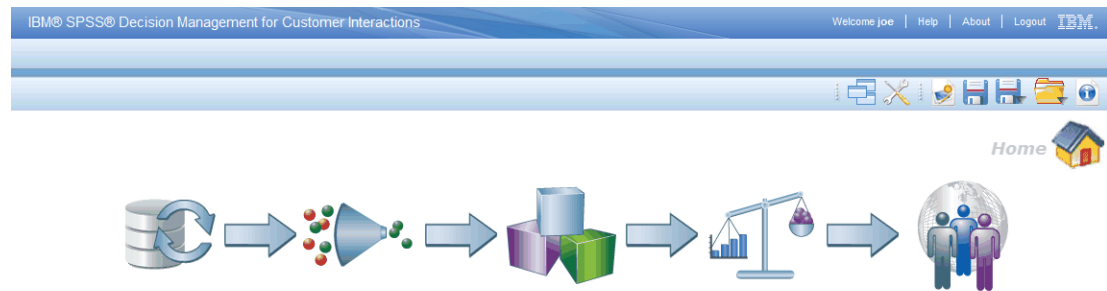 IBM® SPSS® Decision Management for Customer Interactions
Welcome joe | Help | About | Logout IBM.
Home